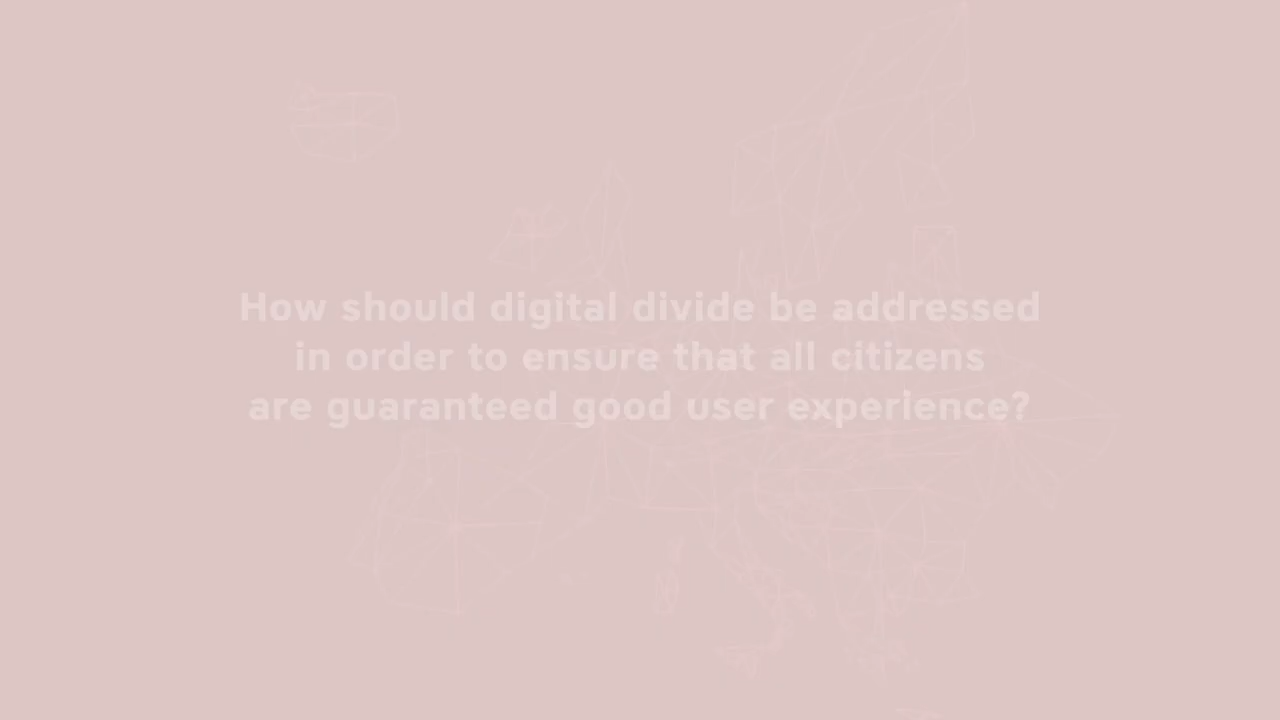 How should digital divide be addressed
in order to ensure that all citizens
are guaranteed good user experience?